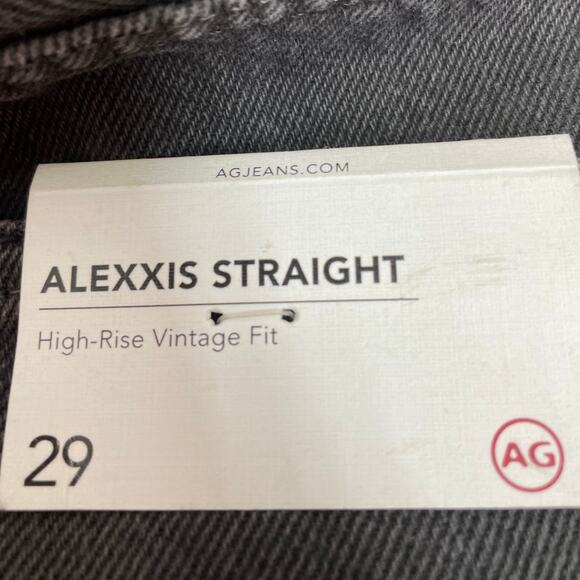 AGJEANS.COM
ALEXXIS STRAIGHT
High-Rise Vintage Fit
29
AG